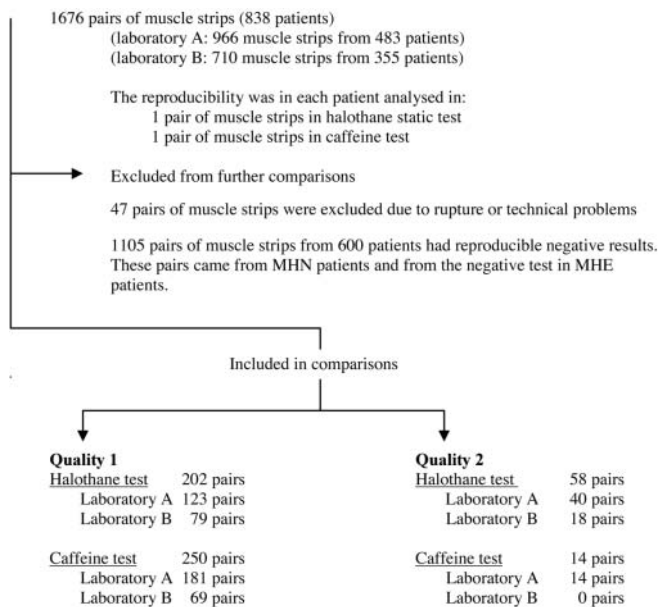 1676 pairs of muscle strips (838 patients)
(laboratory A: 966 muscle strips from 483 patients)
(laboratory B: 710 muscle strips from 355 patients)
The reproducibility was in each patient analysed in:
1 pair of muscle strips in halothane static test
1 pair of muscle strips in caffeine test
Excluded from further comparisons
47 pairs of muscle strips were excluded due to rupture or technical problems
1105 pairs of muscle strips from 600 patients had reproducible negative results.
These pairs came from MHN patients and from the negative test in MHE
patients.
Included in comparisons
Quality 1
Halothane test 202 pairs
Laboratory A 123 pairs
Laboratory B 79 pairs
Caffeine test 250 pairs
Laboratory A 181 pairs
Laboratory B 69 pairs
Quality 2
Halothane test 58 pairs
Laboratory A 40 pairs
Laboratory B 18 pairs
Caffeine test 14 pairs
Laboratory A 14 pairs
Laboratory B 0 pairs